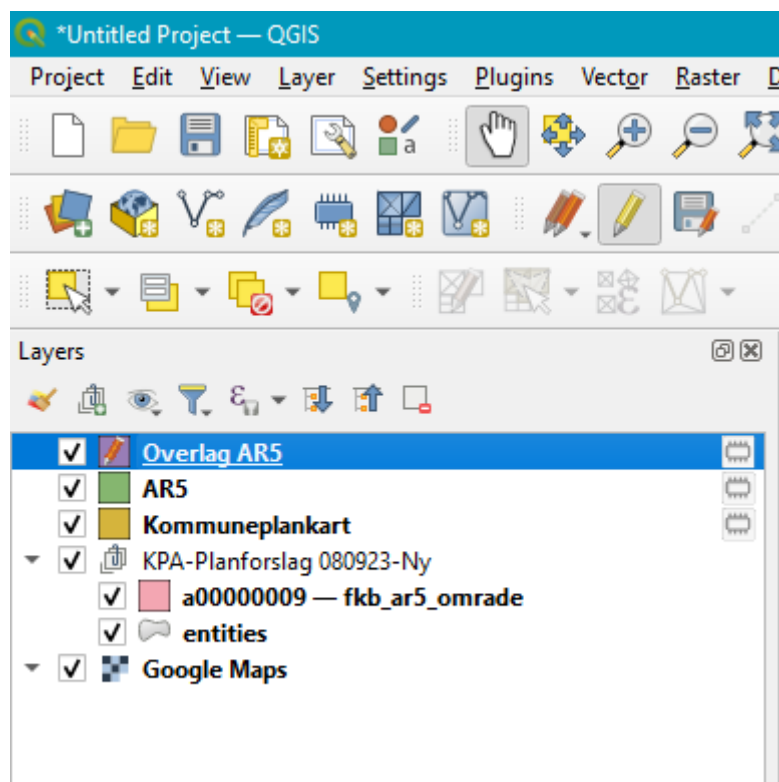 *Untitled Project — QGIS
Project Edit View Layer Settings Plugins Vector Raster D
a
Layers
Overlag AR5
AR5
Kommuneplankart
KPA-Planforslag 080923-Ny
a00000009 — fkb_ar5_omrade
entities
Google Maps